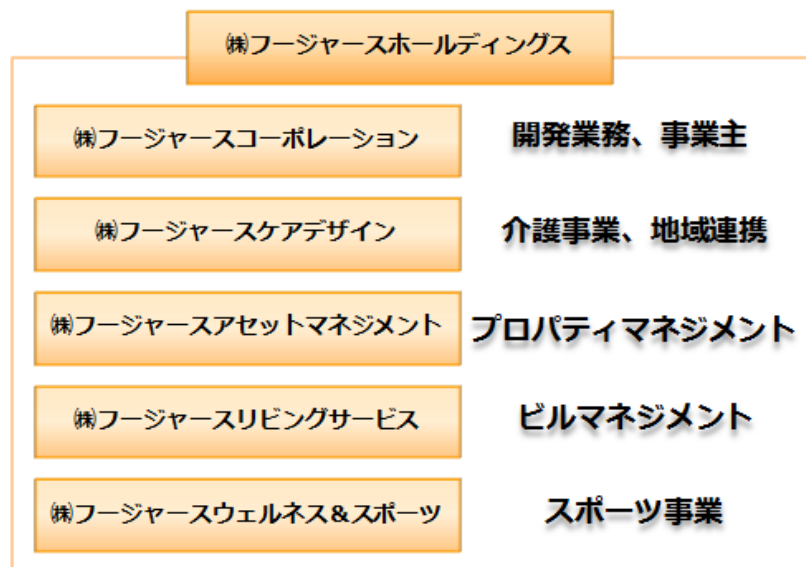 ㈱フージャースホールディングス
㈱フージャースコーポレーション 開発業務、事業主
㈱フージャースケアデザイン 介護事業、地域連携
㈱フージャースアセットマネジメント プロパティマネジメント
㈱フージャースリビングサービス ビルマネジメント
㈱フージャースウェルネス＆スポーツ スポーツ事業